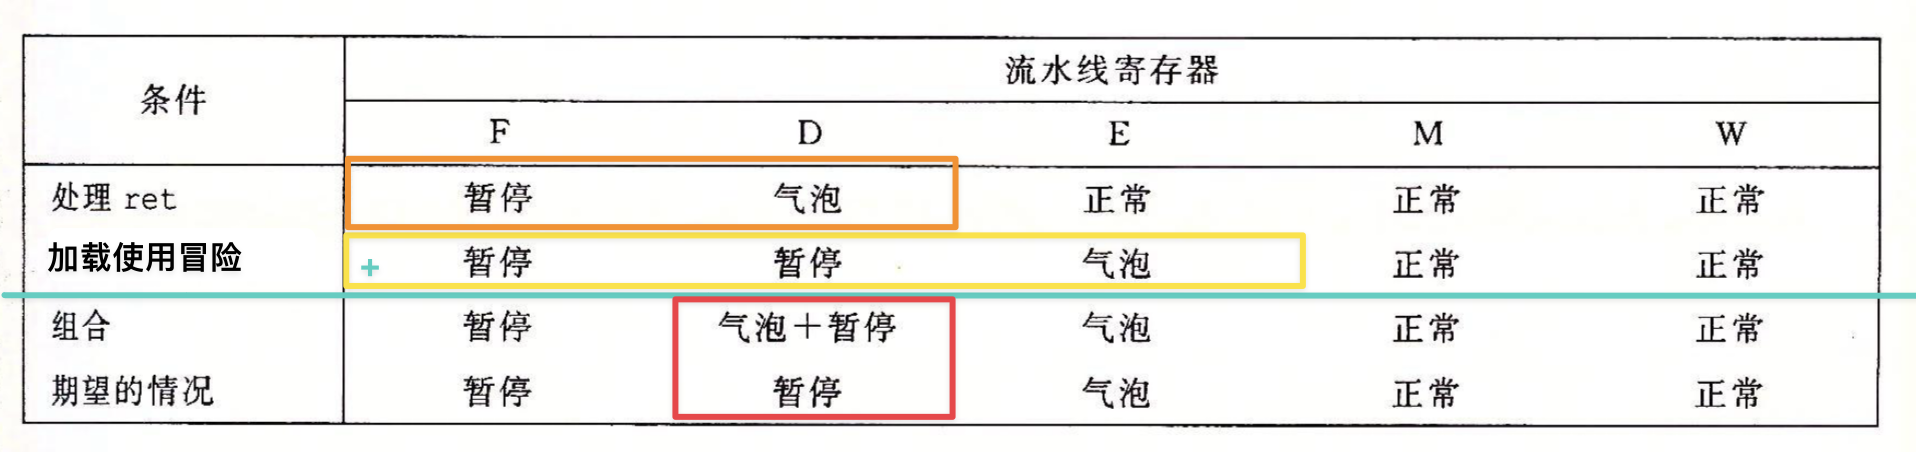 条件 流水线寄存器
F D E M W
处理 ret 暂停 气泡 正常 正常 正常
加载使用冒险 + 暂停 暂停 气泡 正常 正常
组合 暂停 气泡+暂停 气泡 正常 正常
期望的情况 暂停 暂停 气泡 正常 正常